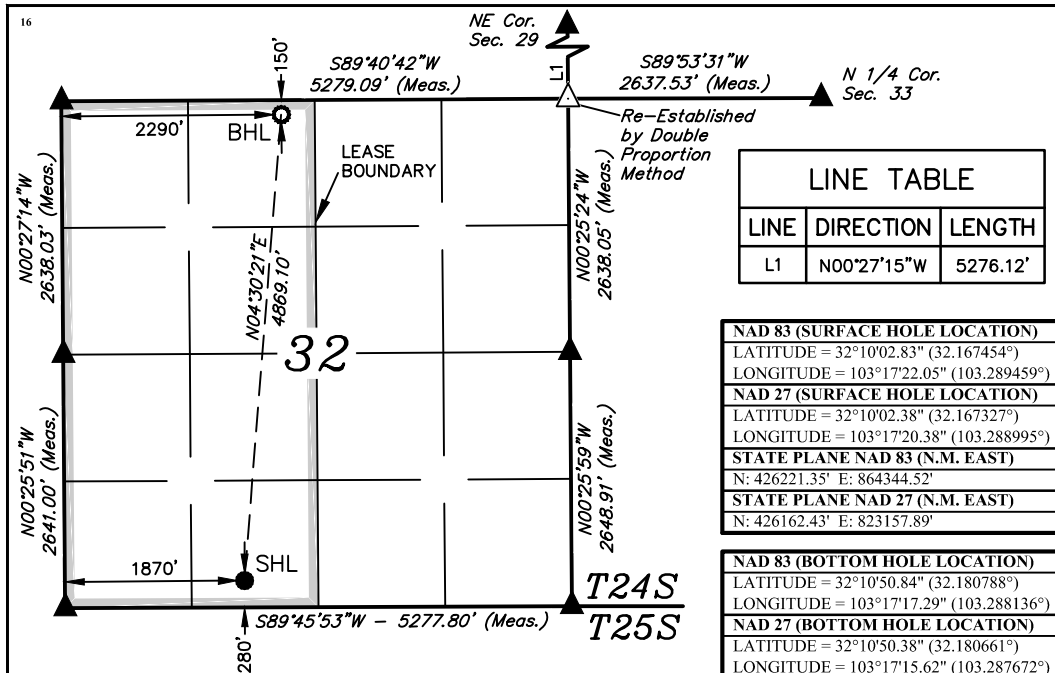 16
NE Cor.
Sec. 29
150'
S89°40'42"W
5279.09' (Meas.)
L1
S89°53'31"W
2637.53' (Meas.)
N 1/4 Cor.
Sec. 33
2290'
BHL
Re-Established
by Double
Proportion
Method
LEASE
BOUNDARY
N00°27'14"W
2638.03' (Meas.)
N04°30'21"E
4869.10'
N00°25'24"W
2638.05' (Meas.)
32
N00°25'51"W
2641.00' (Meas.)
N00°25'59"W
2648.91' (Meas.)
1870'
SHL
T24S
T25S
S89°45'53"W - 5277.80' (Meas.)
280'
LINE TABLE
LINE DIRECTION LENGTH
L1 N00°27'15"W 5276.12'
NAD 83 (SURFACE HOLE LOCATION)
LATITUDE = 32°10'02.83" (32.167454°)
LONGITUDE = 103°17'22.05" (103.289459°)
NAD 27 (SURFACE HOLE LOCATION)
LATITUDE = 32°10'02.38" (32.167327°)
LONGITUDE = 103°17'20.38" (103.288995°)
STATE PLANE NAD 83 (N.M. EAST)
N: 426221.35' E: 864344.52'
STATE PLANE NAD 27 (N.M. EAST)
N: 426162.43' E: 823157.89'
NAD 83 (BOTTOM HOLE LOCATION)
LATITUDE = 32°10'50.84" (32.180788°)
LONGITUDE = 103°17'17.29" (103.288136°)
NAD 27 (BOTTOM HOLE LOCATION)
LATITUDE = 32°10'50.38" (32.180661°)
LONGITUDE = 103°17'15.62" (103.287672°)